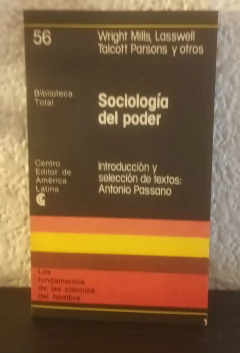 56
Wright Mills, Lasswell
Talcott Parsons y otros
Biblioteca
Total
Sociología
del poder
Centro
Editor de
América
Latina
Introducción y
selección de textos:
Antonio Passano
Los
fundamentos
de las ciencias
del hombre